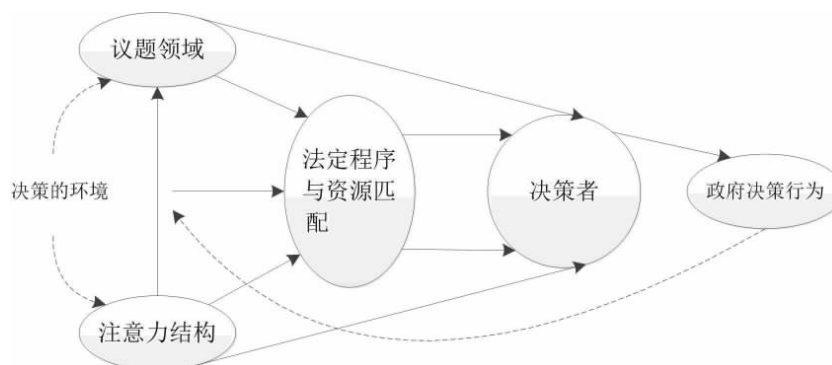 议题领域
决策的环境
法定程序
与资源匹
配
决策者
政府决策行为
注意力结构